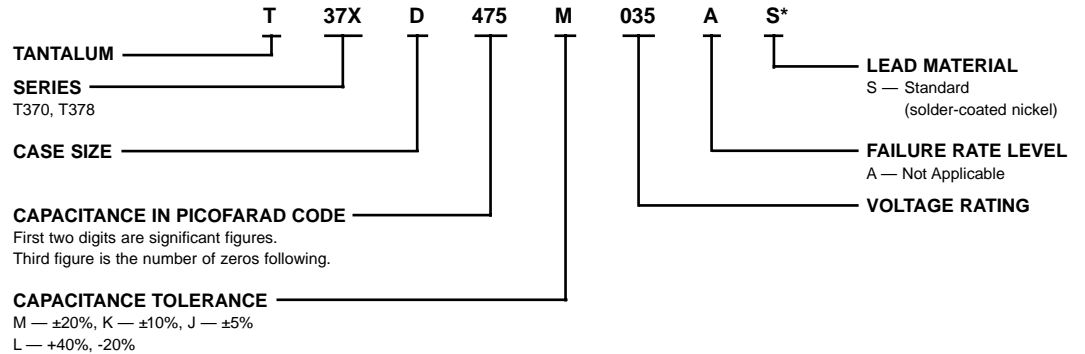 T 37X D 475 M 035 A S*
TANTALUM
SERIES
T370, T378
CASE SIZE
CAPACITANCE IN PICOFARAD CODE
First two digits are significant figures.
Third figure is the number of zeros following.
CAPACITANCE TOLERANCE
M — ±20%, K — ±10%, J — ±5%
L — +40%, -20%
LEAD MATERIAL
S — Standard
(solder-coated nickel)
FAILURE RATE LEVEL
A — Not Applicable
VOLTAGE RATING